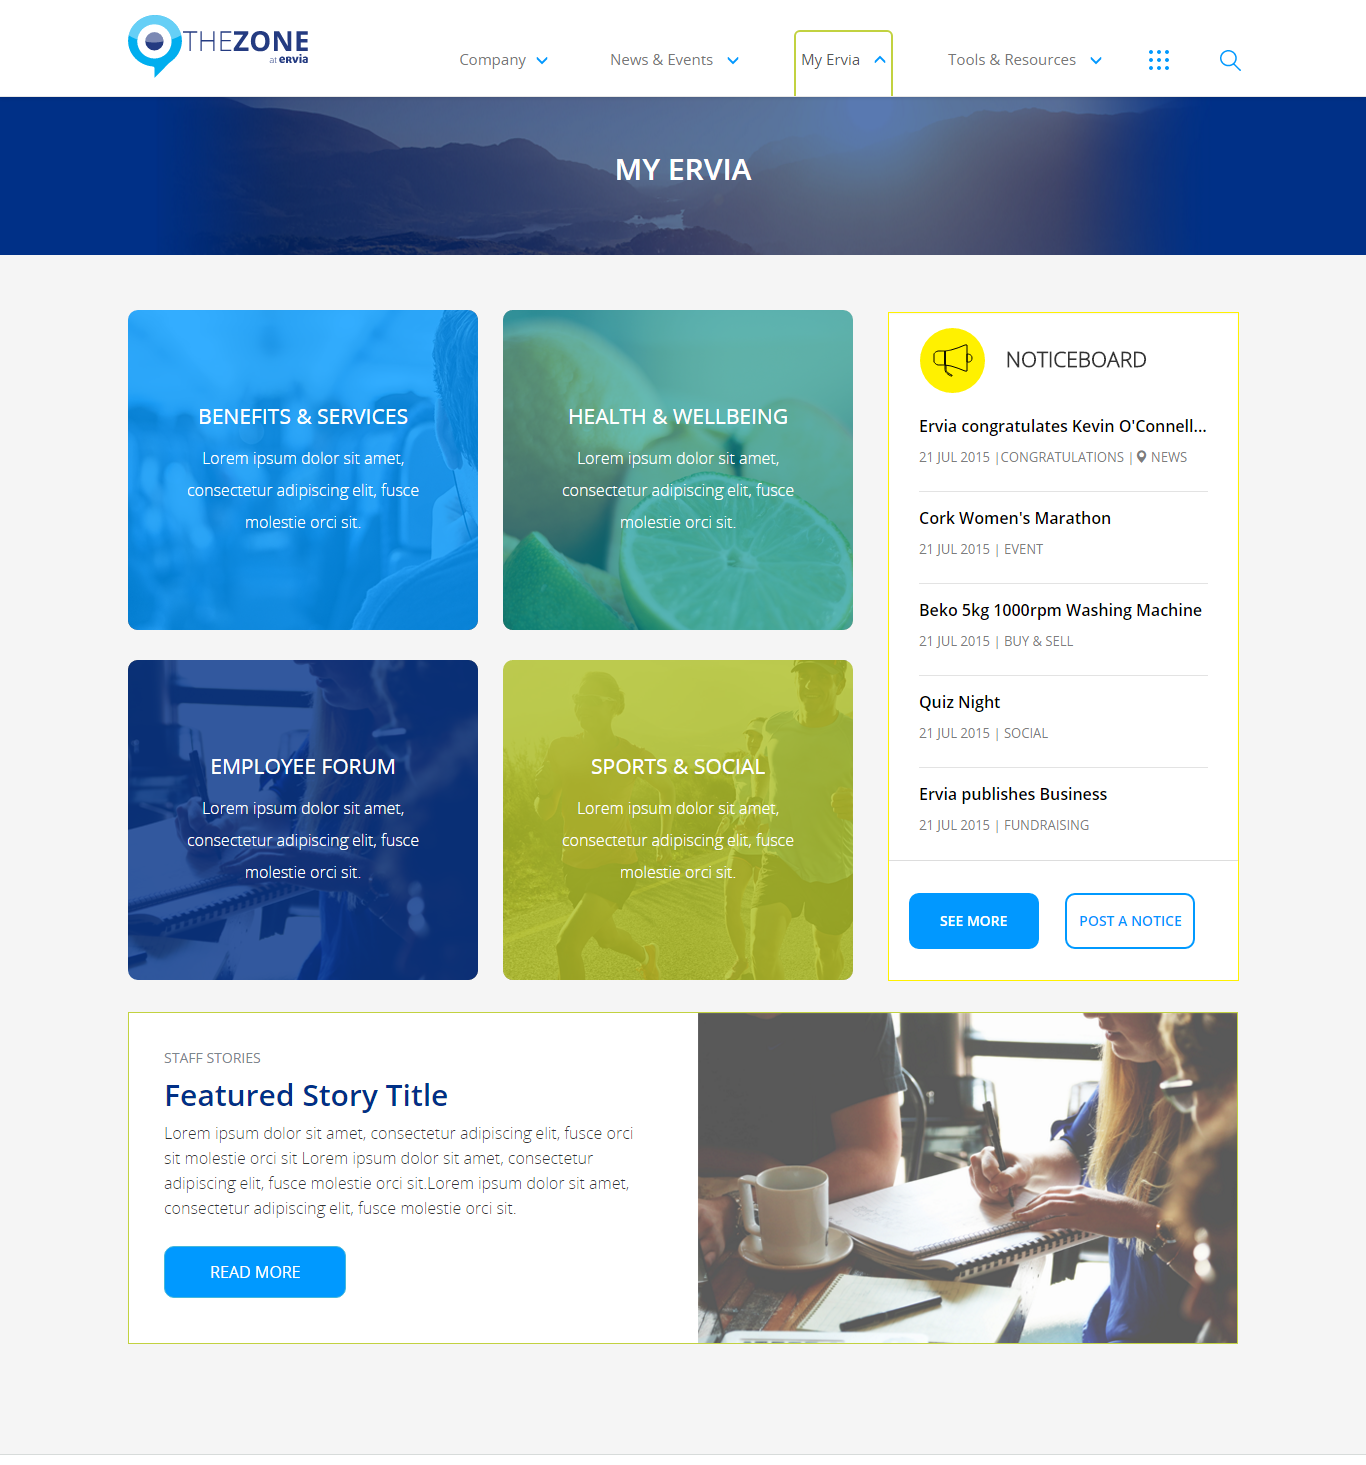 THEZONE
at ervia
Company
News & Events
My Ervia
Tools & Resources
MY ERVIA
BENEFITS & SERVICES
Lorem ipsum dolor sit amet,
consectetur adipiscing elit, fusce
molestie orci sit.
HEALTH & WELLBEING
Lorem ipsum dolor sit amet,
consectetur adipiscing elit, fusce
molestie orci sit.
EMPLOYEE FORUM
Lorem ipsum dolor sit amet,
consectetur adipiscing elit, fusce
molestie orci sit.
SPORTS & SOCIAL
Lorem ipsum dolor sit amet,
consectetur adipiscing elit, fusce
molestie orci sit.
NOTICEBOARD
Ervia congratulates Kevin O'Connell...
21 JUL 2015 |CONGRATULATIONS | NEWS
Cork Women's Marathon
21 JUL 2015 | EVENT
Beko 5kg 1000rpm Washing Machine
21 JUL 2015 | BUY & SELL
Quiz Night
21 JUL 2015 | SOCIAL
Ervia publishes Business
21 JUL 2015 | FUNDRAISING
SEE MORE
POST A NOTICE
STAFF STORIES
Featured Story Title
Lorem ipsum dolor sit amet, consectetur adipiscing elit, fusce orci
sit molestie orci sit Lorem ipsum dolor sit amet, consectetur
adipiscing elit, fusce molestie orci sit.Lorem ipsum dolor sit amet,
consectetur adipiscing elit, fusce molestie orci sit.
READ MORE